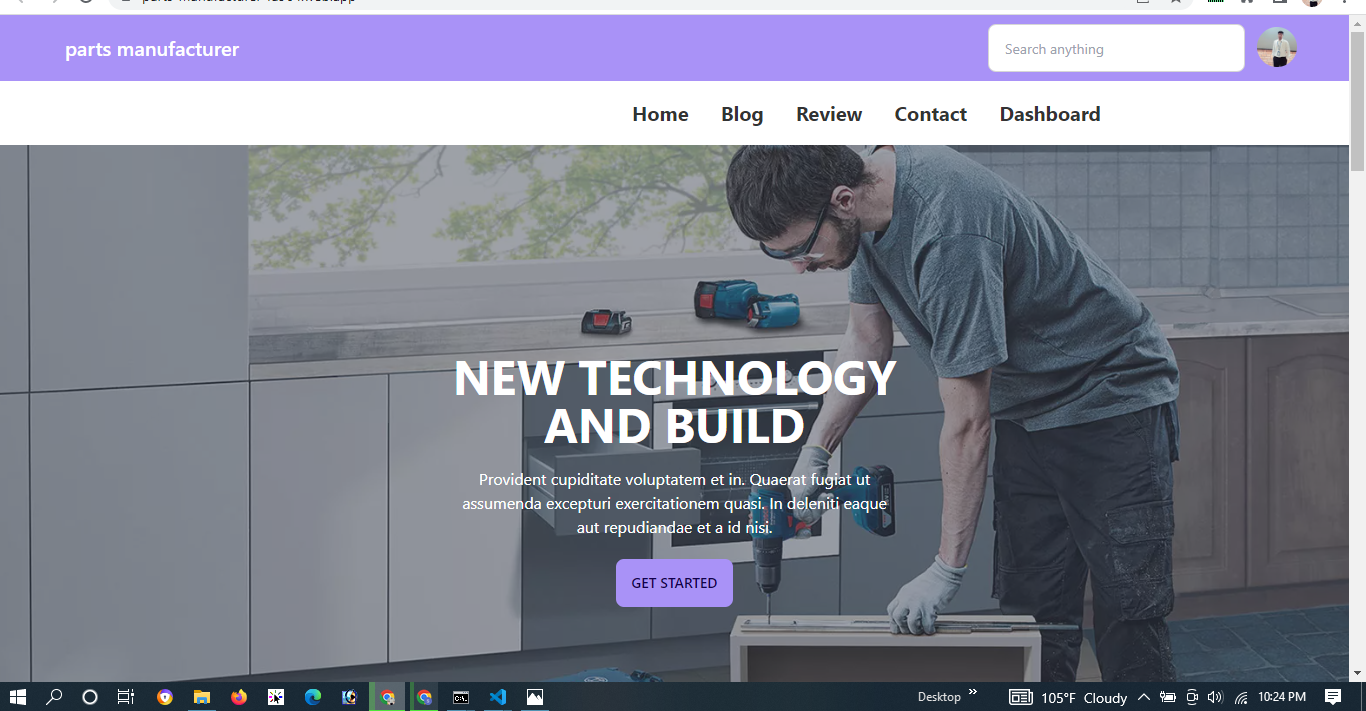 parts manufacturer
Search anything
Home Blog Review Contact Dashboard
NEW TECHNOLOGY
AND BUILD
Provident cupiditate voluptatem et in. Quaerat fugiat ut
assumenda excepturi exercitationem quasi. In deleniti eaque
aut repudiandae et a id nisi.
GET STARTED
Desktop
105°F Cloudy
10:24 PM